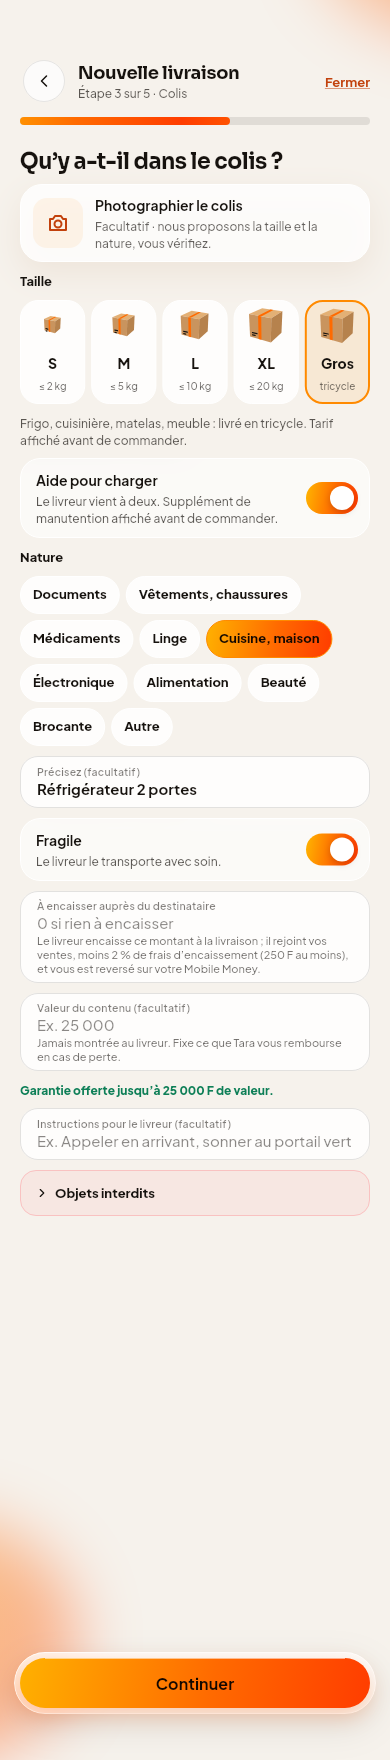 Nouvelle livraison
Étape 3 sur 5 · Colis
Fermer
Qu’y a-t-il dans le colis ?
Photographier le colis
Facultatif · nous proposons la taille et la
nature, vous vérifiez.
Taille
S
≤ 2 kg
M
≤ 5 kg
L
≤ 10 kg
XL
≤ 20 kg
Gros
tricycle
Frigo, cuisinière, matelas, meuble : livré en tricycle. Tarif
affiché avant de commander.
Aide pour charger
Le livreur vient à deux. Supplément de
manutention affiché avant de commander.
Nature
Documents
Vêtements, chaussures
Médicaments
Linge
Cuisine, maison
Électronique
Alimentation
Beauté
Brocante
Autre
Précisez (facultatif)
Réfrigérateur 2 portes
Fragile
Le livreur le transporte avec soin.
À encaisser auprès du destinataire
0 si rien à encaisser
Le livreur encaisse ce montant à la livraison ; il rejoint vos
ventes, moins 2 % de frais d’encaissement (250 F au moins),
et vous est reversé sur votre Mobile Money.
Valeur du contenu (facultatif)
Ex. 25 000
Jamais montrée au livreur. Fixe ce que Tara vous rembourse
en cas de perte.
Garantie offerte jusqu’à 25 000 F de valeur.
Instructions pour le livreur (facultatif)
Ex. Appeler en arrivant, sonner au portail vert
Objets interdits
Continuer